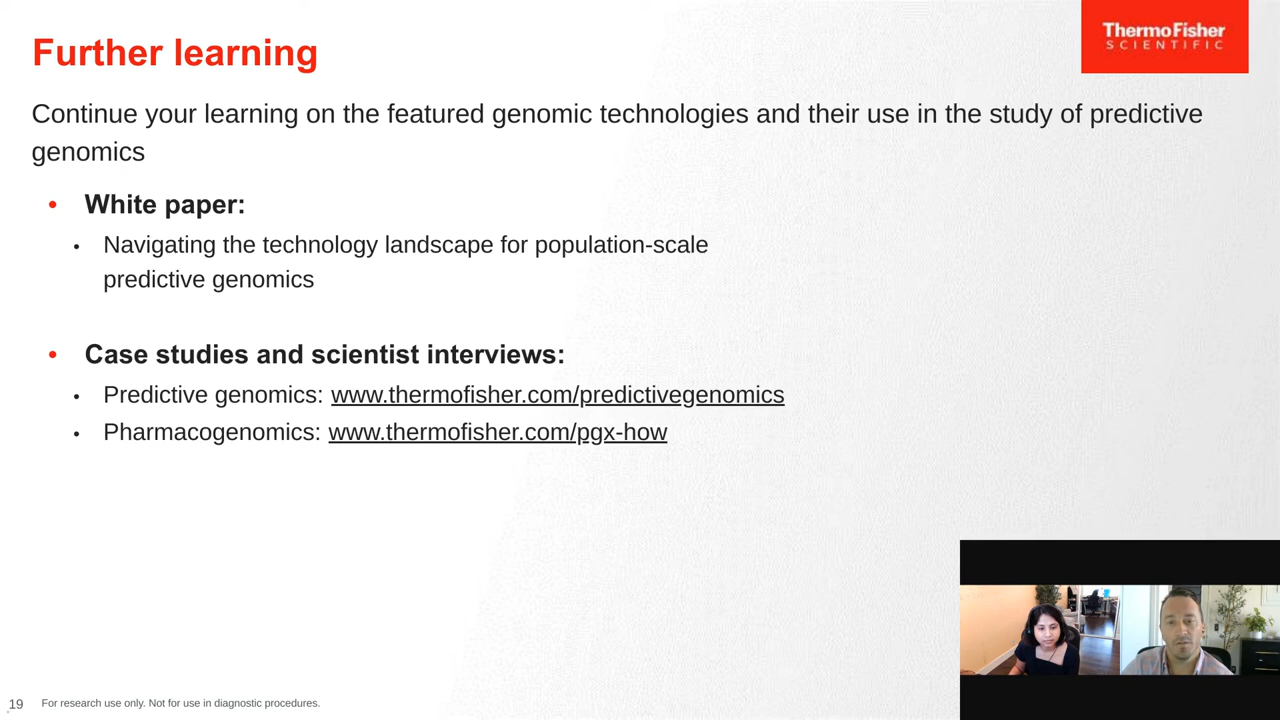 Further learning
ThermoFisher
SCIENTIFIC
Continue your learning on the featured genomic technologies and their use in the study of predictive
genomics
• White paper:
• Navigating the technology landscape for population-scale
predictive genomics
• Case studies and scientist interviews:
• Predictive genomics: www.thermofisher.com/predictivegenomics
• Pharmacogenomics: www.thermofisher.com/pgx-how
19 For research use only. Not for use in diagnostic procedures.